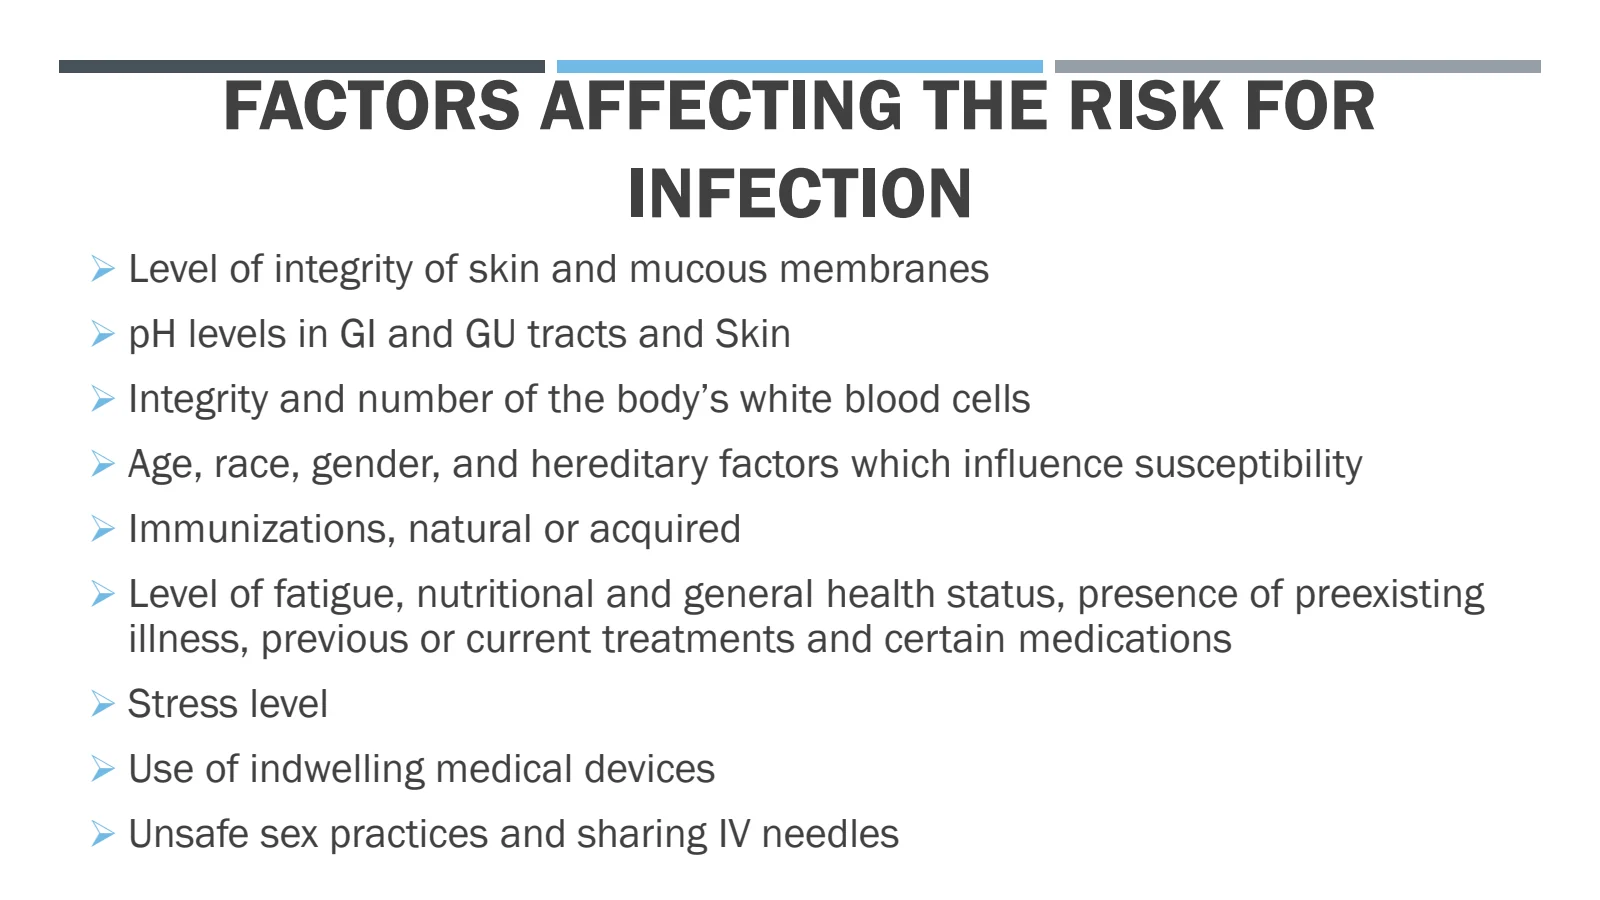 FACTORS AFFECTING THE RISK FOR
INFECTION
Level of integrity of skin and mucous membranes
pH levels in GI and GU tracts and Skin
Integrity and number of the body’s white blood cells
Age, race, gender, and hereditary factors which influence susceptibility
Immunizations, natural or acquired
Level of fatigue, nutritional and general health status, presence of preexisting
illness, previous or current treatments and certain medications
Stress level
Use of indwelling medical devices
Unsafe sex practices and sharing IV needles